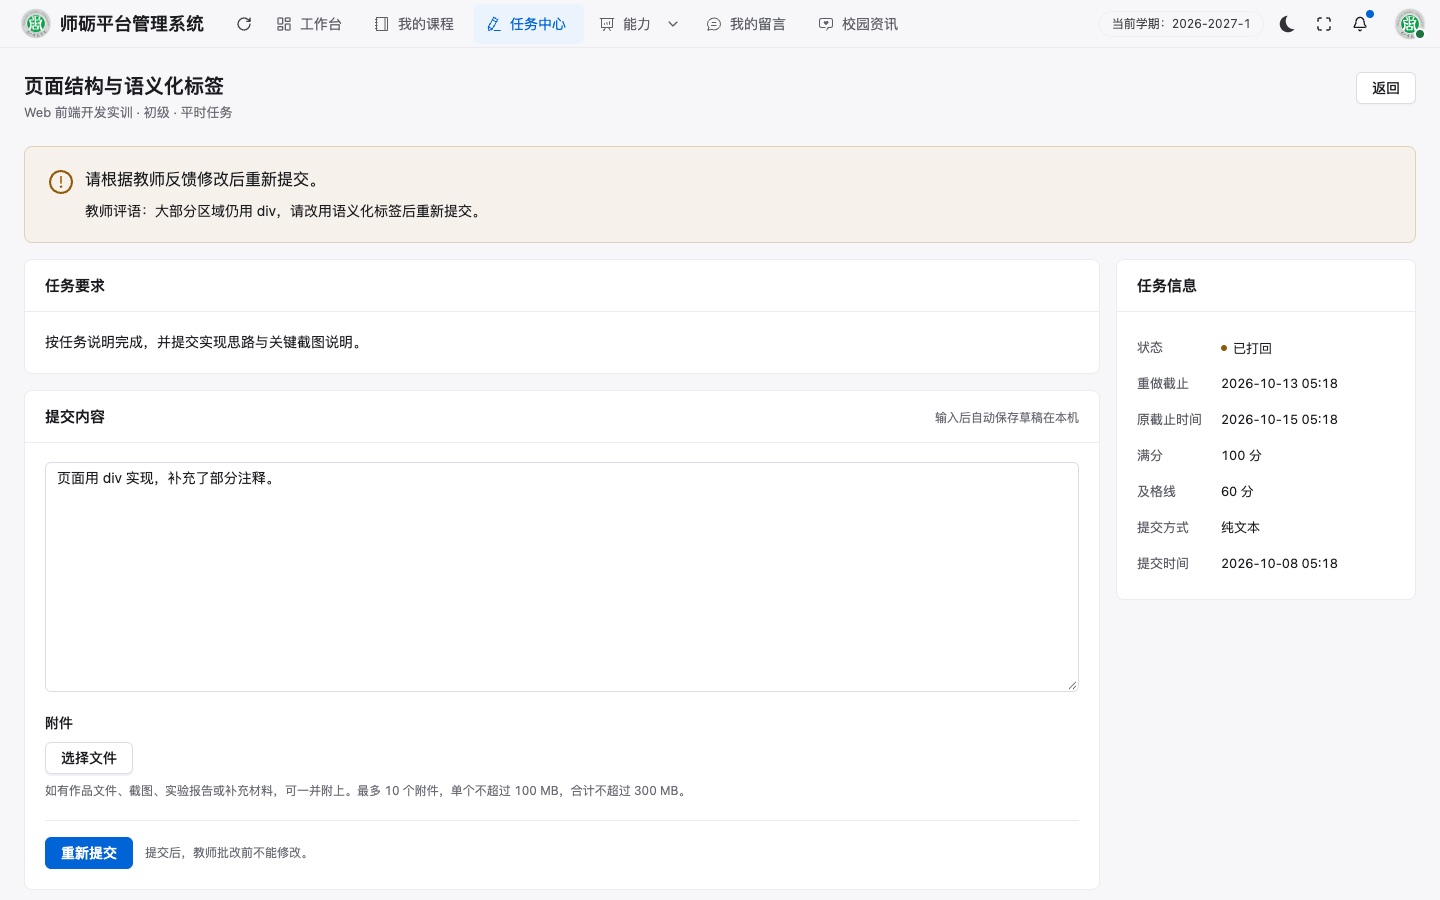 师砺平台管理系统
工作台
我的课程
任务中心
能力
我的留言
校园资讯
当前学期：2026-2027-1
页面结构与语义化标签
Web 前端开发实训 · 初级 · 平时任务
返回
请根据教师反馈修改后重新提交。
教师评语：大部分区域仍用 div，请改用语义化标签后重新提交。
任务要求
按任务说明完成，并提交实现思路与关键截图说明。
提交内容
输入后自动保存草稿在本机
页面用 div 实现，补充了部分注释。
附件
选择文件
如有作品文件、截图、实验报告或补充材料，可一并附上。最多 10 个附件，单个不超过 100 MB，合计不超过 300 MB。
重新提交
提交后，教师批改前不能修改。
任务信息
状态 已打回
重做截止 2026-10-13 05:18
原截止时间 2026-10-15 05:18
满分 100 分
及格线 60 分
提交方式 纯文本
提交时间 2026-10-08 05:18